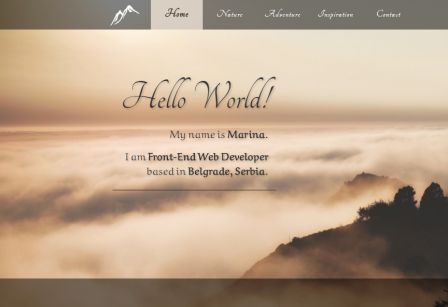 Home
Nature
Adventure
Inspiration
Contact
Hello World!
My name is Marina.
I am Front-End Web Developer
based in Belgrade, Serbia.